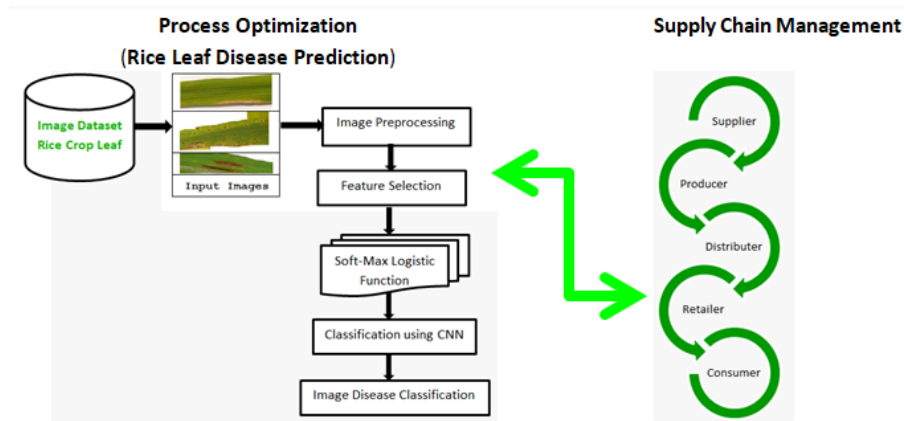 Process Optimization
(Rice Leaf Disease Prediction)
Supply Chain Management
Image Dataset
Rice Crop Leaf
Input Images
Image Preprocessing
Feature Selection
Soft-Max Logistic
Function
Classification using CNN
Image Disease Classification
Supplier
Producer
Distributer
Retailer
Consumer